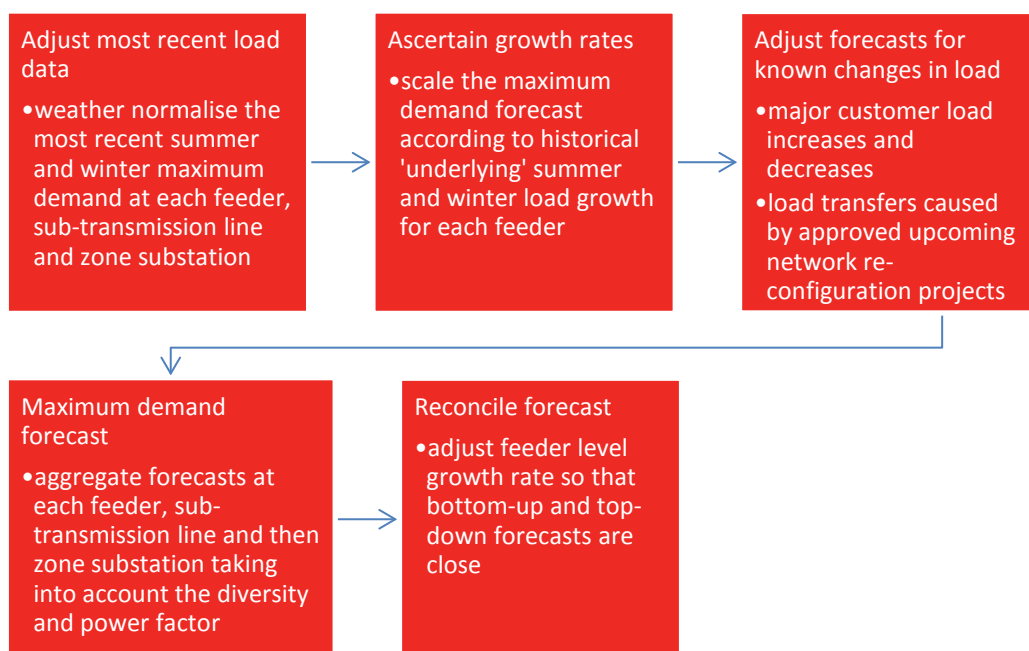 Adjust most recent load
data
•weather normalise the
most recent summer
and winter maximum
demand at each feeder,
sub-transmission line
and zone substation
Ascertain growth rates
•scale the maximum
demand forecast
according to historical
'underlying' summer
and winter load growth
for each feeder
Adjust forecasts for
known changes in load
•major customer load
increases and
decreases
•load transfers caused
by approved upcoming
network re-
configuration projects
Maximum demand
forecast
•aggregate forecasts at
each feeder, sub-
transmission line and then
zone substation taking
into account the diversity
and power factor
Reconcile forecast
•adjust feeder level
growth rate so that
bottom-up and top-
down forecasts are
close